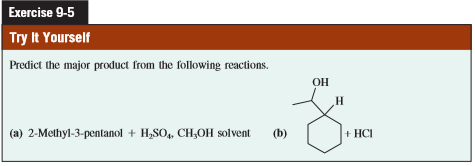 Exercise 9-5
Try It Yourself
Predict the major product from the following reactions.
OH
H
(a) 2-Methyl-3-pentanol + H₂SO₄, CH₃OH solvent (b) + HCl